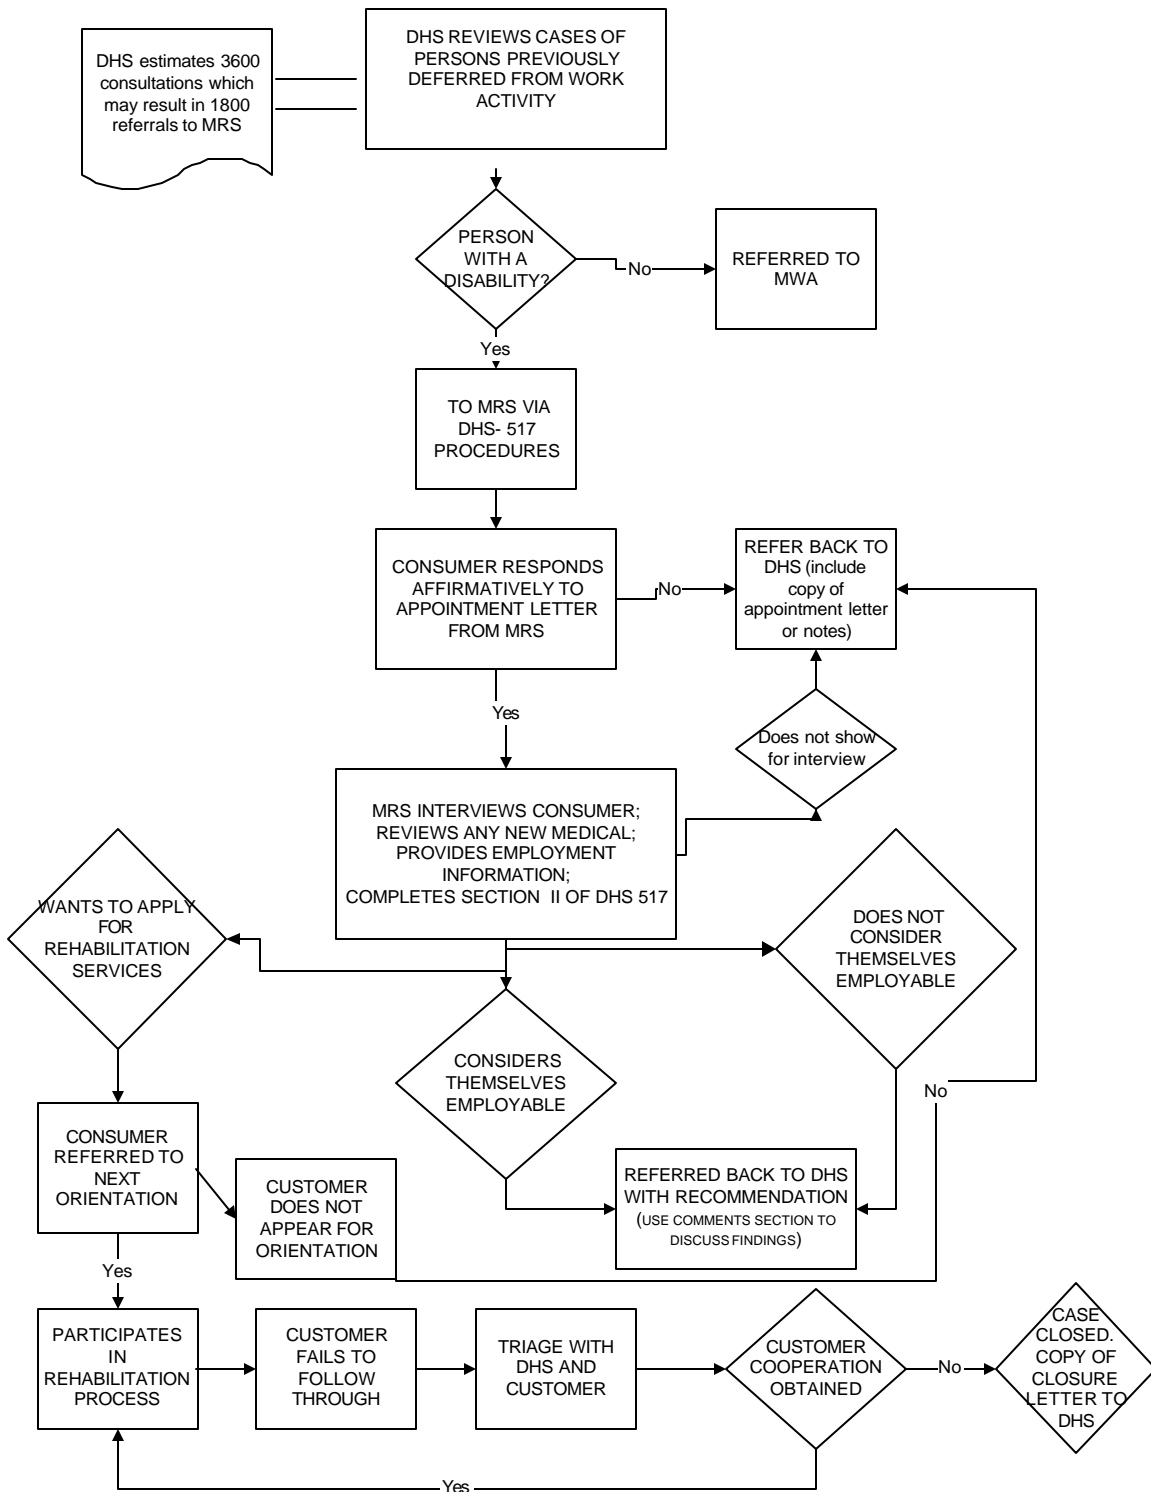 DHS estimates 3600
consultations which
may result in 1800
referrals to MRS
DHS REVIEWS CASES OF
PERSONS PREVIOUSLY
DEFERRED FROM WORK
ACTIVITY
PERSON
WITH A
DISABILITY?
No
REFERRED TO
MWA
Yes
TO MRS VIA
DHS- 517
PROCEDURES
CONSUMER RESPONDS
AFFIRMATIVELY TO
APPOINTMENT LETTER
FROM MRS
No
REFER BACK TO
DHS (include
copy of
appointment letter
or notes)
Yes
Does not show
for interview
MRS INTERVIEWS CONSUMER;
REVIEWS ANY NEW MEDICAL;
PROVIDES EMPLOYMENT
INFORMATION;
COMPLETES SECTION II OF DHS 517
WANTS TO APPLY
FOR
REHABILITATION
SERVICES
DOES NOT
CONSIDER
THEMSELVES
EMPLOYABLE
CONSIDERS
THEMSELVES
EMPLOYABLE
No
CONSUMER
REFERRED TO
NEXT
ORIENTATION
CUSTOMER
DOES NOT
APPEAR FOR
ORIENTATION
REFERRED BACK TO DHS
WITH RECOMMENDATION
(USE COMMENTS SECTION TO
DISCUSS FINDINGS)
Yes
PARTICIPATES
IN
REHABILITATION
PROCESS
CUSTOMER
FAILS TO
FOLLOW
THROUGH
TRIAGE WITH
DHS AND
CUSTOMER
CUSTOMER
COOPERATION
OBTAINED
No
CASE
CLOSED.
COPY OF
CLOSURE
LETTER TO
DHS
Yes